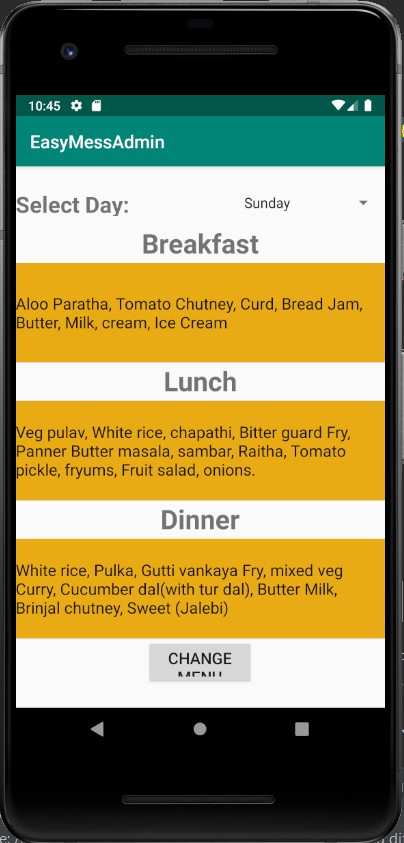 10:45
EasyMessAdmin
Select Day:
Sunday
Breakfast
Aloo Paratha, Tomato Chutney, Curd, Bread Jam,
Butter, Milk, cream, Ice Cream
Lunch
Veg pulav, White rice, chapathi, Bitter guard Fry,
Panner Butter masala, sambar, Raitha, Tomato
pickle, fryums, Fruit salad, onions.
Dinner
White rice, Pulka, Gutti vankaya Fry, mixed veg
Curry, Cucumber dal(with tur dal), Butter Milk,
Brinjal chutney, Sweet (Jalebi)
CHANGE
MENU